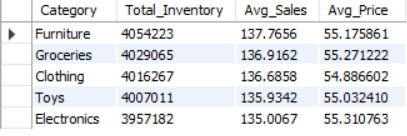 Category Total_Inventory Avg_Sales Avg_Price
Furniture 4054223 137.7656 55.175861
Groceries 4029065 136.9162 55.271222
Clothing 4016267 136.6858 54.886602
Toys 4007011 135.9342 55.032410
Electronics 3957182 135.0067 55.310763